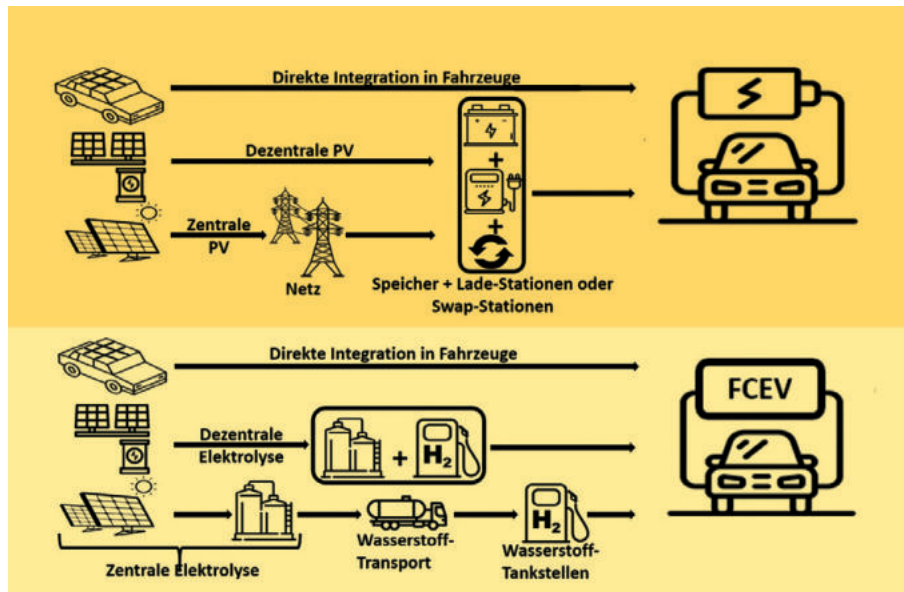 Direkte Integration in Fahrzeuge
Dezentrale PV
Zentrale
PV
Netz
Speicher + Lade-Stationen oder
Swap-Stationen
Direkte Integration in Fahrzeuge
FCEV
Dezentrale
Elektrolyse
H2
H2
Wasserstoff-
Transport
Wasserstoff-
Tankstellen
Zentrale Elektrolyse